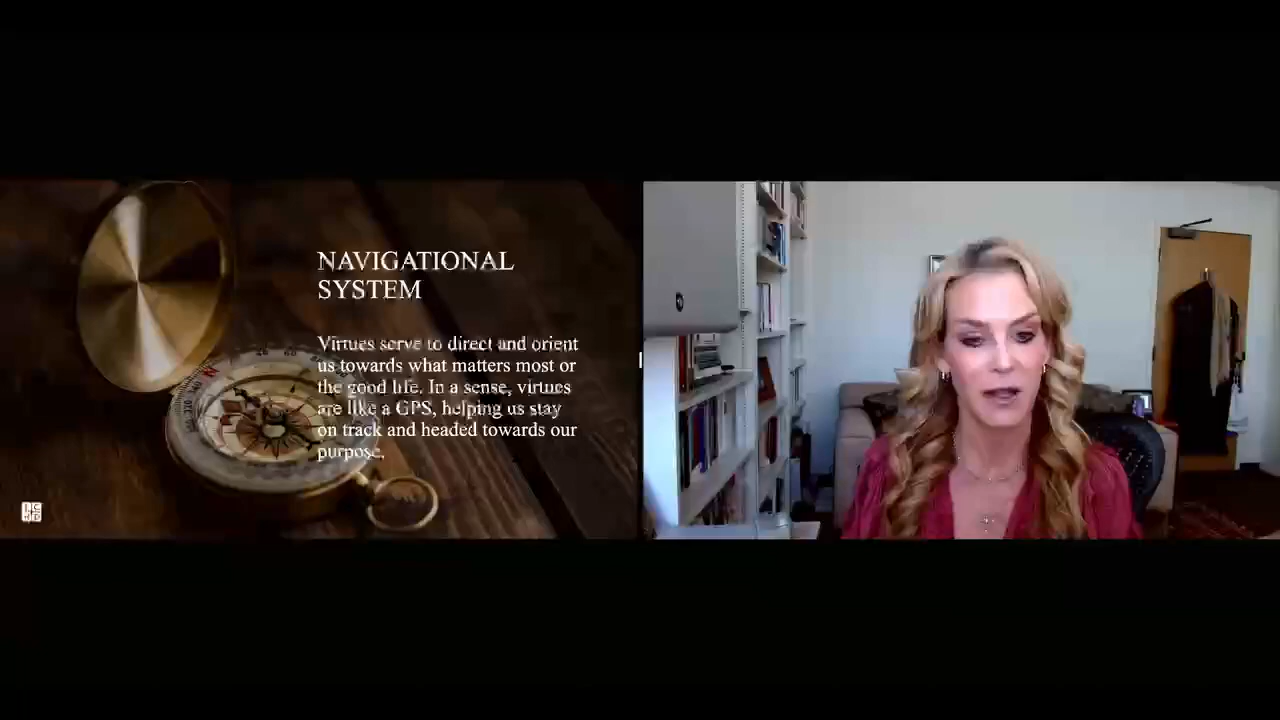 NAVIGATIONAL
SYSTEM
Virtues serve to direct and orient
us towards what matters most or
the good life. In a sense, virtues
are like a GPS, helping us stay
on track and headed towards our
purpose.